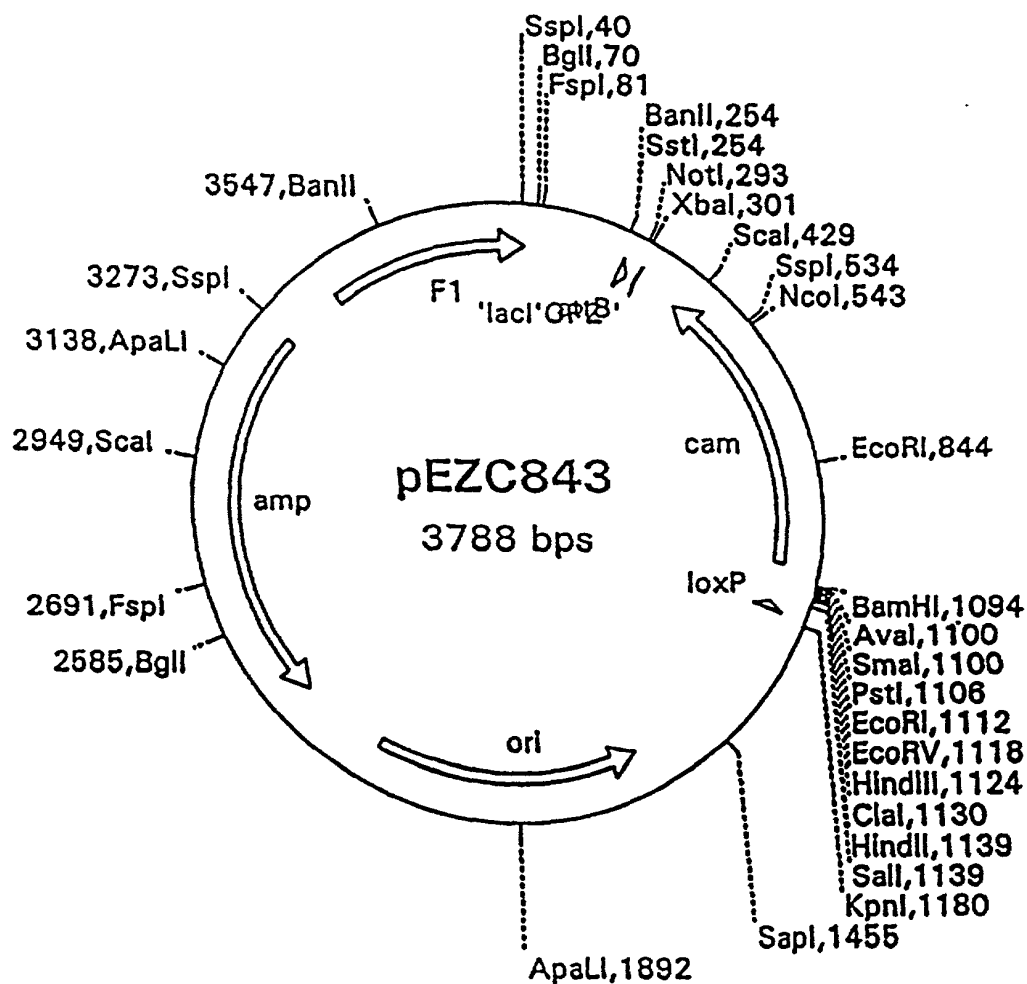 SspI,40
BglI,70
FspI,81
BanII,254
SstI,254
NotI,293
XbaI,301
ScaI,429
SspI,534
NcoI,543
3547,BanII
3273,SspI
3138,ApaLI
2949,ScaI
2691,FspI
2585,BglI
F1
'lacI'
cam
EcoRI,844
pEZC843
3788 bps
amp
loxP
BamHI,1094
AvaI,1100
SmaI,1100
PstI,1106
EcoRI,1112
EcoRV,1118
HindIII,1124
ClaI,1130
HindII,1139
SalI,1139
KpnI,1180
ori
SapI,1455
ApaLI,1892